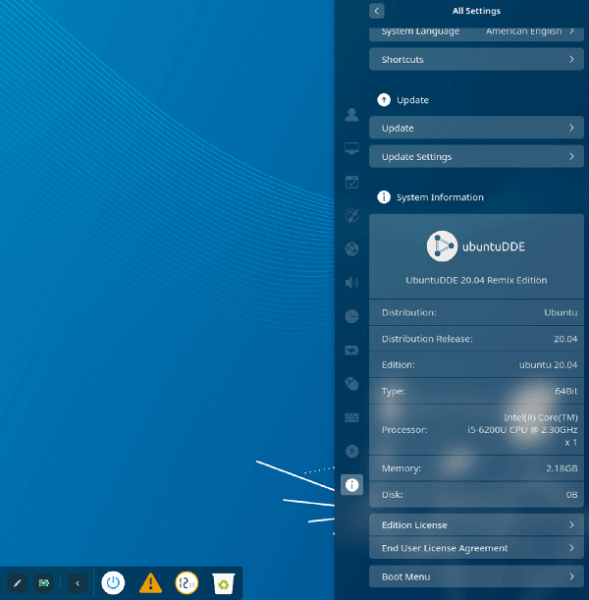 All Settings
System Language American English
Shortcuts
Update
Update
Update Settings
System Information
ubuntuDDE
UbuntuDDE 20.04 Remix Edition
Distribution: Ubuntu
Distribution Release: 20.04
Edition: ubuntu 20.04
Type: 64Bit
Intel(R) Core(TM)
Processor: i5-6200U CPU @ 2.30GHz
x 1
Memory: 2.18GB
Disk: 0B
Edition License
End User License Agreement
Boot Menu